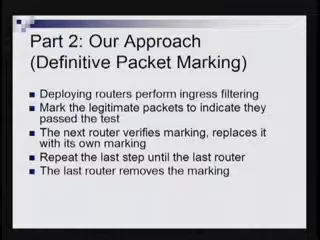 Part 2: Our Approach
(Definitive Packet Marking)
Deploying routers perform ingress filtering
Mark the legitimate packets to indicate they
passed the test
The next router verifies marking, replaces it
with its own marking
Repeat the last step until the last router
The last router removes the marking